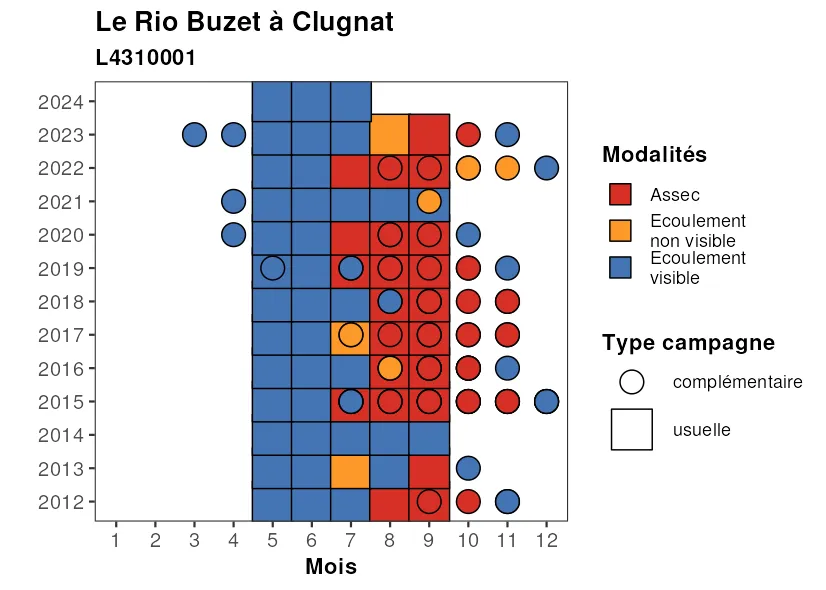 Le Rio Buzet à Clugnat
L4310001
2024
2023
2022
2021
2020
2019
2018
2017
2016
2015
2014
2013
2012
1 2 3 4 5 6 7 8 9 10 11 12
Mois
Modalités
Assec
Ecoulement
non visible
Ecoulement
visible
Type campagne
complémentaire
usuelle